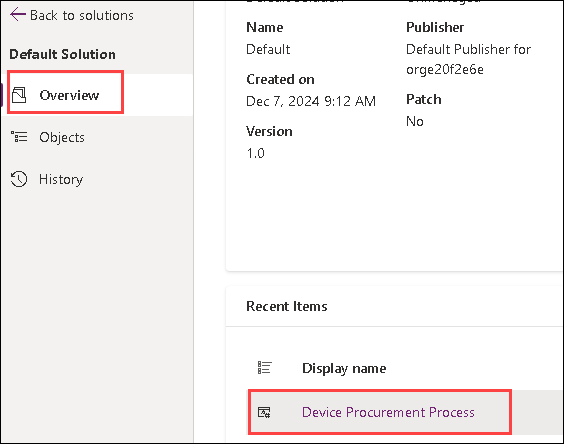 Back to solutions
Default Solution
Overview
Objects
History
Name
Default
Created on
Dec 7, 2024 9:12 AM
Version
1.0
Publisher
Default Publisher for
orge20f2e6e
Patch
No
Recent Items
Display name
Device Procurement Process